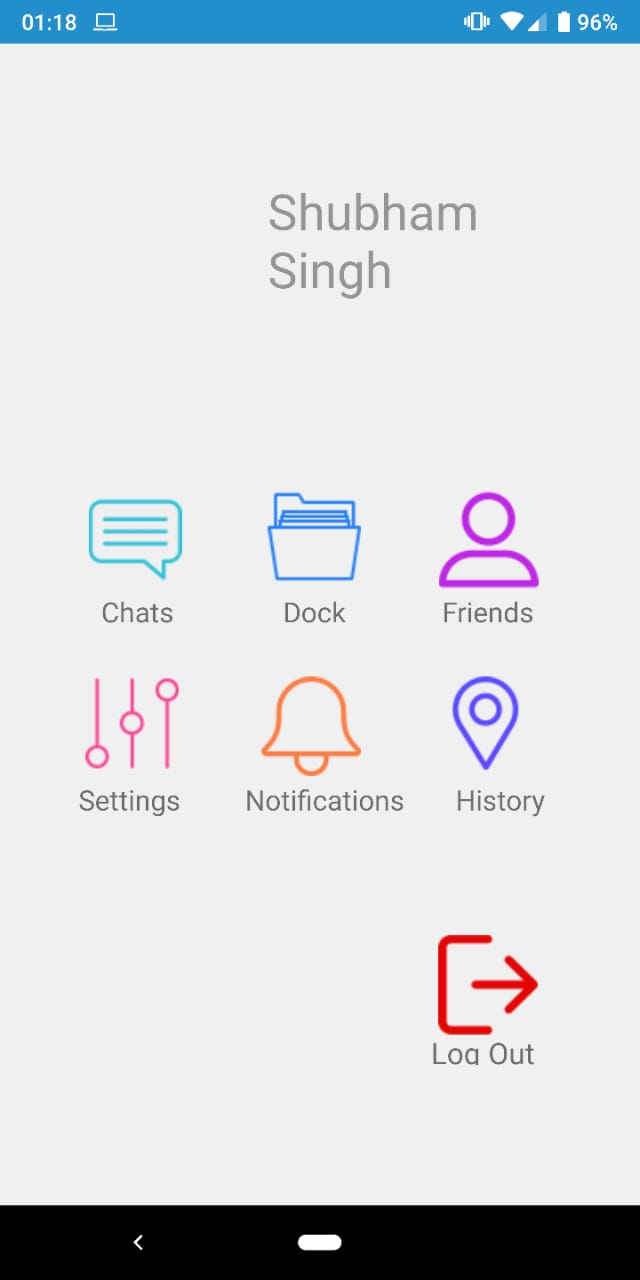 01:18 96%
Shubham
Singh
Chats Dock Friends
Settings Notifications History
Log Out